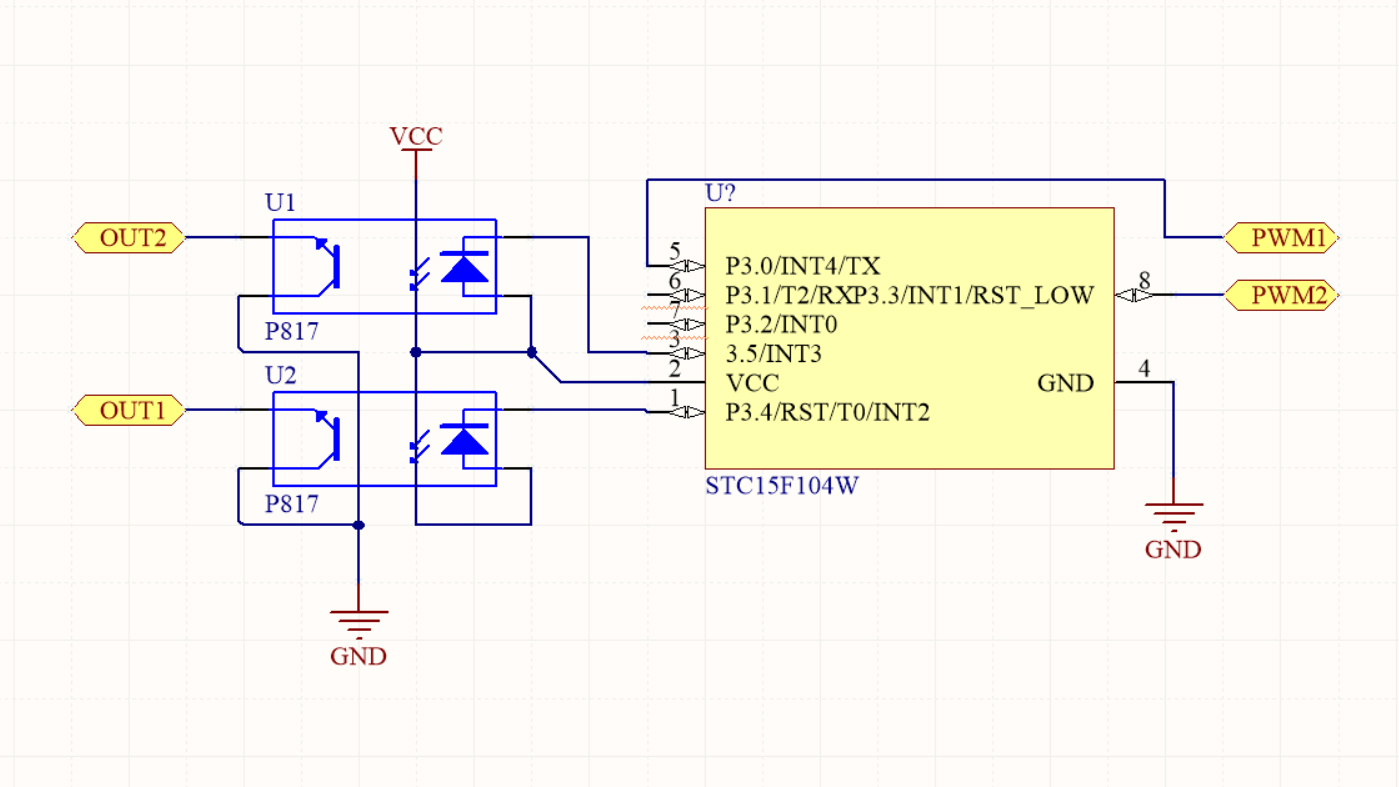 VCC
U1
OUT2
P817
U2
OUT1
P817
GND
U?
5 P3.0/INT4/TX
6 P3.1/T2/RXP3.3/INT1/RST_LOW 8
7 P3.2/INT0
3 3.5/INT3
2 VCC GND 4
1 P3.4/RST/T0/INT2
STC15F104W
PWM1
PWM2
GND